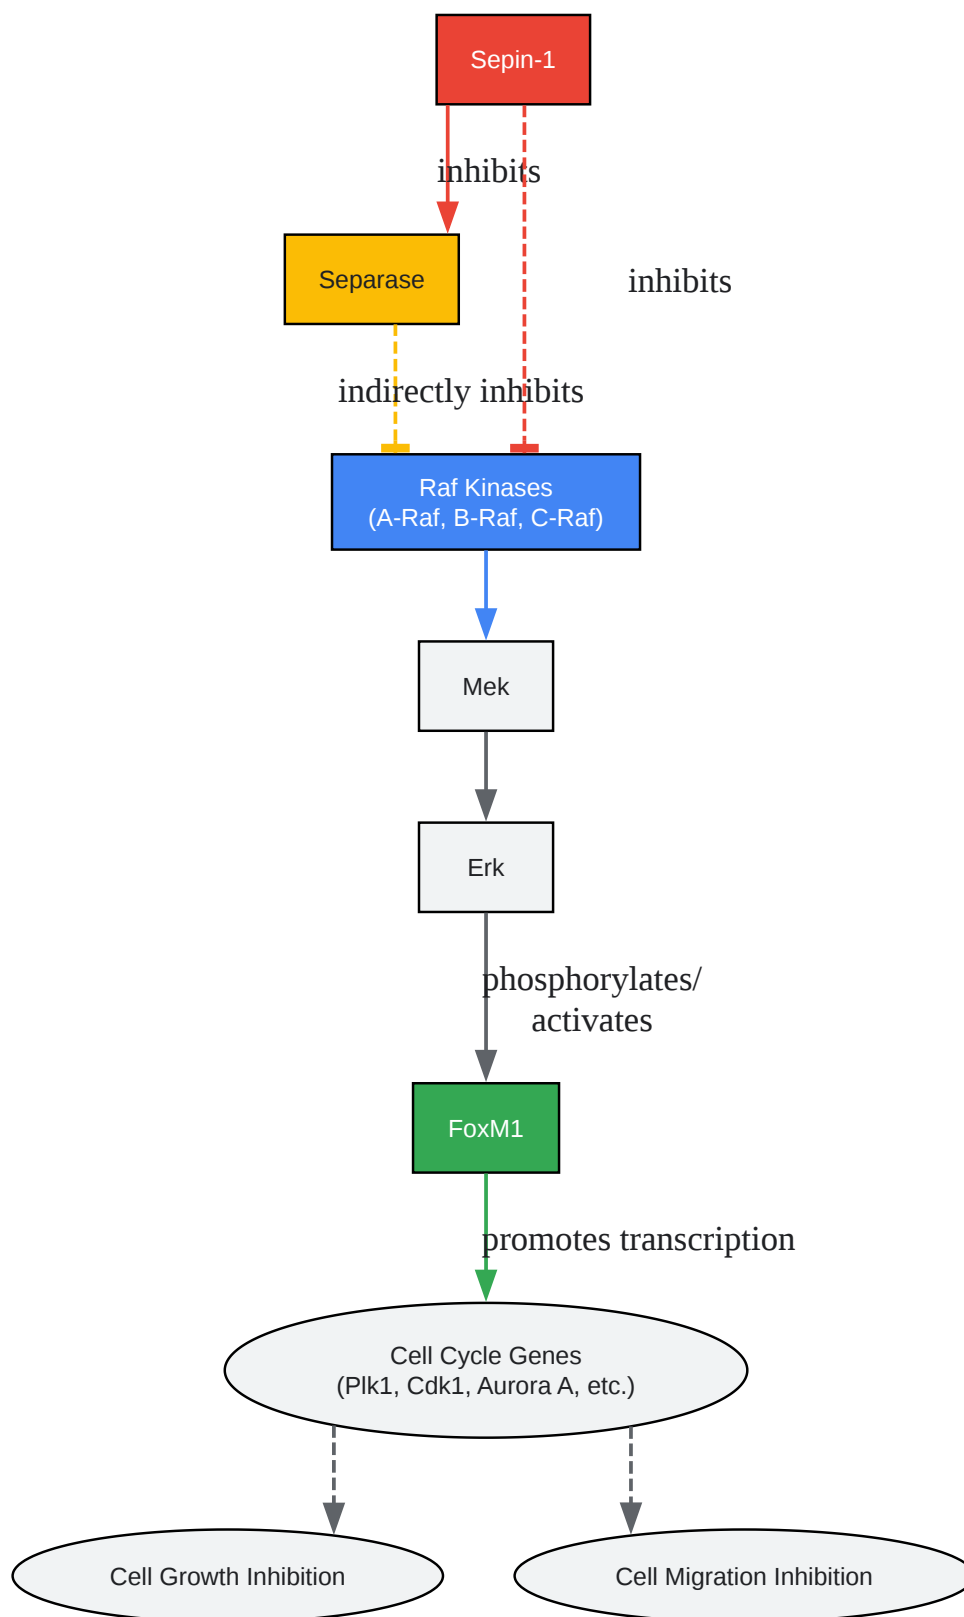 Sepin-1
inhibits
Separase
inhibits
indirectly inhibits
Raf Kinases
(A-Raf, B-Raf, C-Raf)
Mek
Erk
phosphorylates/
activates
FoxM1
promotes transcription
Cell Cycle Genes
(Plk1, Cdk1, Aurora A, etc.)
Cell Growth Inhibition
Cell Migration Inhibition